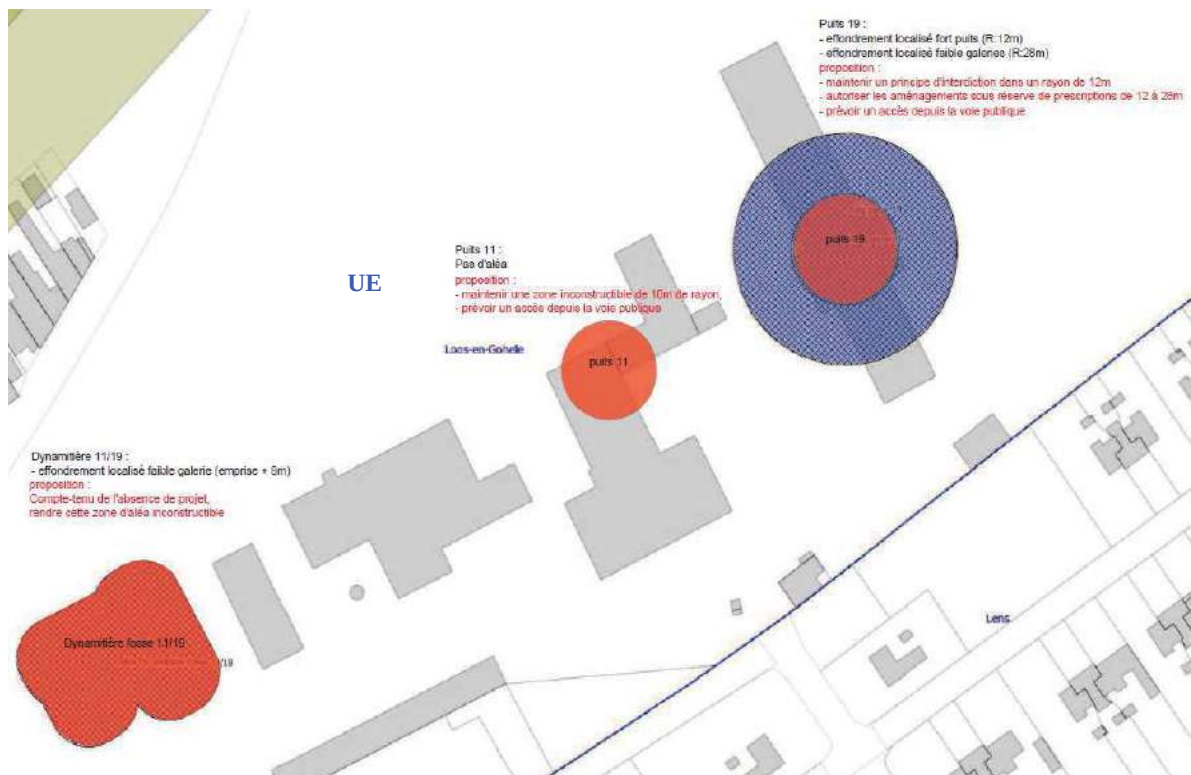 Puits 19 :
- effondrement localisé fort puits (R:12m)
- effondrement localisé faible galeries (R:28m)
proposition :
- maintenir un principe d'interdiction dans un rayon de 12m
- autoriser les aménagements sous réserve de prescriptions de 12 à 28m
- prévoir un accès depuis la voie publique
puits 19
Puits 11 :
Pas d'aléa
proposition :
- maintenir une zone inconstructible de 10m de rayon,
- prévoir un accès depuis la voie publique
UE
Loos-en-Gohelle
puits 11
Dynamitière 11/19 :
- effondrement localisé faible galerie (emprise + 8m)
proposition :
Compte-tenu de l'absence de projet,
rendre cette zone d'aléa inconstructible
Lens
Dynamitière fosse 11/19